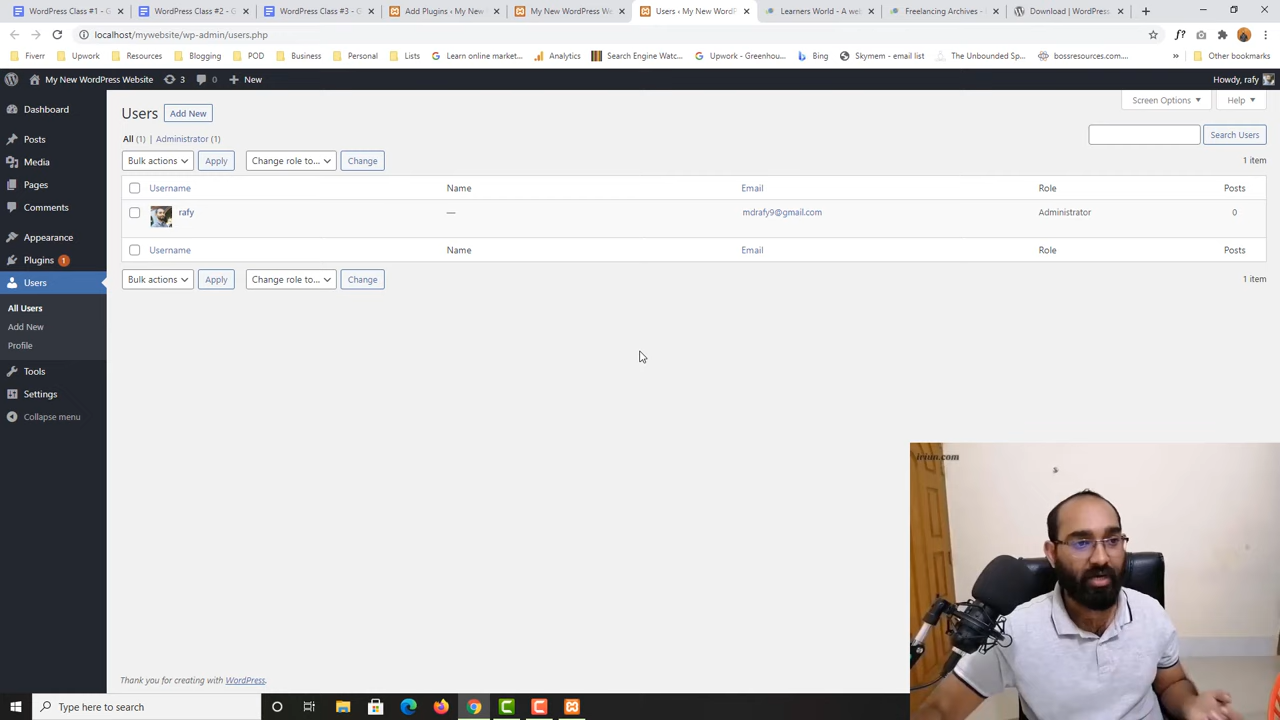 WordPress Class #1 - G
WordPress Class #2 - G
WordPress Class #3 - G
Add Plugins ‹ My New
My New WordPress We
Users ‹ My New WordP
Learners World - A we
Freelancing Archives -
Download | WordPress
localhost/mywebsite/wp-admin/users.php
Fiverr
Upwork
Resources
Blogging
POD
Business
Personal
Lists
Learn online market...
Analytics
Search Engine Watc...
Upwork - Greenhou...
Bing
Skymem - email list
The Unbounded Sp...
bossresources.com...
Other bookmarks
My New WordPress Website
3
0
New
Howdy, rafy
Dashboard
Posts
Media
Pages
Comments
Appearance
Plugins 1
Users
All Users
Add New
Profile
Tools
Settings
Collapse menu
Users Add New
Screen Options
Help
All (1) | Administrator (1)
Search Users
Bulk actions Apply Change role to... Change
1 item
Username Name Email Role Posts
rafy — mdrafy9@gmail.com Administrator 0
Username Name Email Role Posts
Bulk actions Apply Change role to... Change
1 item
Thank you for creating with WordPress.
Type here to search